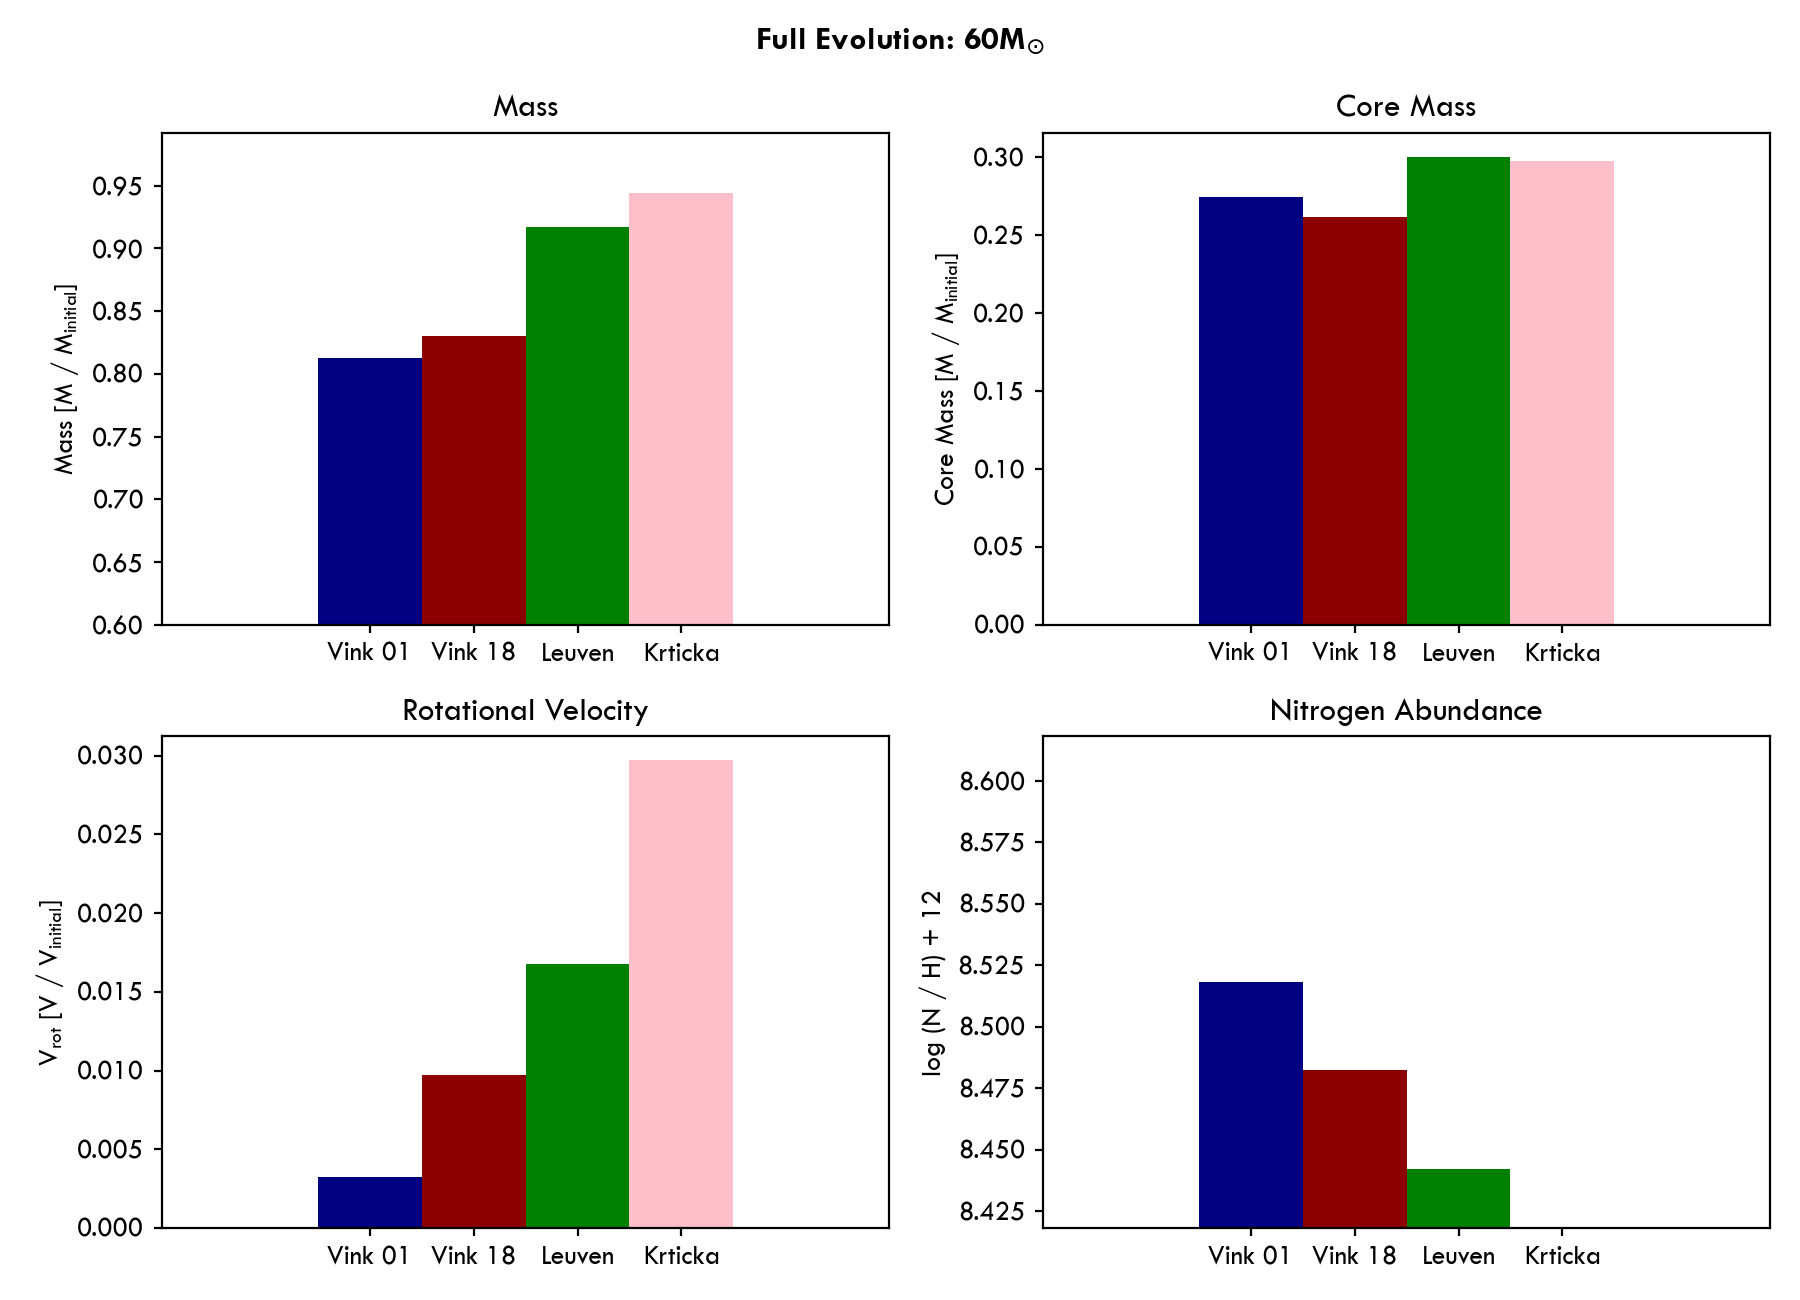 Full Evolution: 60M☉
Mass
Mass [M / Minitial]
0.95
0.90
0.85
0.80
0.75
0.70
0.65
0.60
Vink 01 Vink 18 Leuven Krticka
Core Mass
Core Mass [M / Minitial]
0.30
0.25
0.20
0.15
0.10
0.05
0.00
Vink 01 Vink 18 Leuven Krticka
Rotational Velocity
Vrot [V / Vinitial]
0.030
0.025
0.020
0.015
0.010
0.005
0.000
Vink 01 Vink 18 Leuven Krticka
Nitrogen Abundance
log (N / H) + 12
8.600
8.575
8.550
8.525
8.500
8.475
8.450
8.425
Vink 01 Vink 18 Leuven Krticka